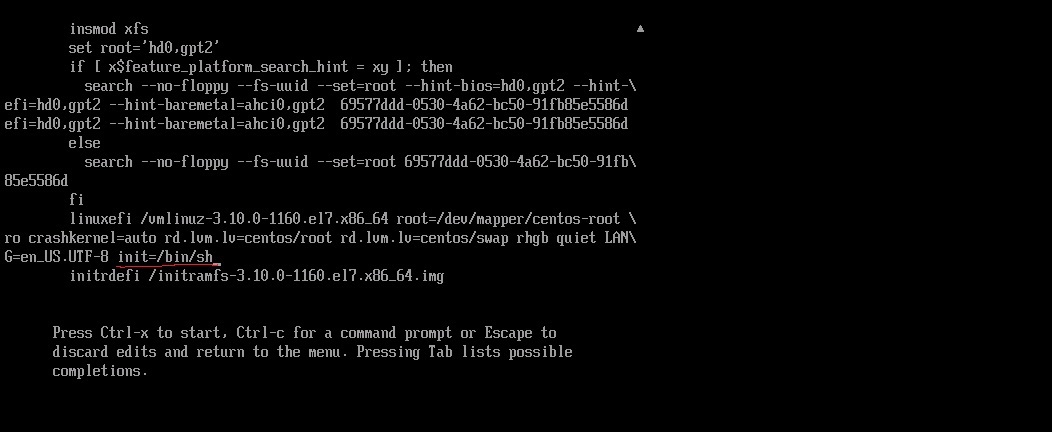 insmod xfs
set root='hd0,gpt2'
if [ x$feature_platform_search_hint = xy ]; then
search --no-floppy --fs-uuid --set=root --hint-bios=hd0,gpt2 --hint-\
efi=hd0,gpt2 --hint-baremetal=ahci0,gpt2  69577ddd-0530-4a62-bc50-91fb85e5586d
efi=hd0,gpt2 --hint-baremetal=ahci0,gpt2  69577ddd-0530-4a62-bc50-91fb85e5586d
else
search --no-floppy --fs-uuid --set=root 69577ddd-0530-4a62-bc50-91fb\
85e5586d
fi
linuxefi /vmlinuz-3.10.0-1160.el7.x86_64 root=/dev/mapper/centos-root \
ro crashkernel=auto rd.lvm.lv=centos/root rd.lvm.lv=centos/swap rhgb quiet LAN\
G=en_US.UTF-8 init=/bin/sh_
initrdefi /initramfs-3.10.0-1160.el7.x86_64.img
Press Ctrl-x to start, Ctrl-c for a command prompt or Escape to
discard edits and return to the menu. Pressing Tab lists possible
completions.